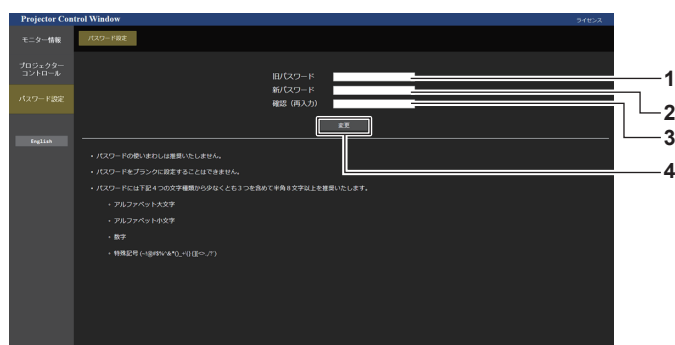 Projector Control Window
ライセンス
モニター情報
パスワード設定
プロジェクター
コントロール
パスワード設定
English
旧パスワード
1
新パスワード
2
確認（再入力）
3
変更
4
・パスワードの使いまわしは推奨いたしません。
・パスワードをブランクに設定することはできません。
・パスワードには下記4つの文字種類から少なくとも3つを含めて半角8文字以上を推奨いたします。
・アルファベット大文字
・アルファベット小文字
・数字
・特殊記号